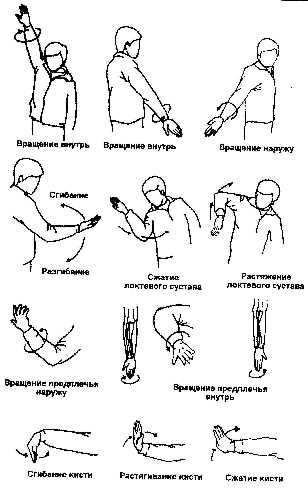 Вращение внутрь
Вращение внутрь
Вращение наружу
Сгибание
Разгибание
Сжатие
локтевого сустава
Растяжение
локтевого сустава
Вращение предплечья
наружу
Вращение предплечья
внутрь
Сгибание кисти
Растягивание кисти
Сжатие кисти